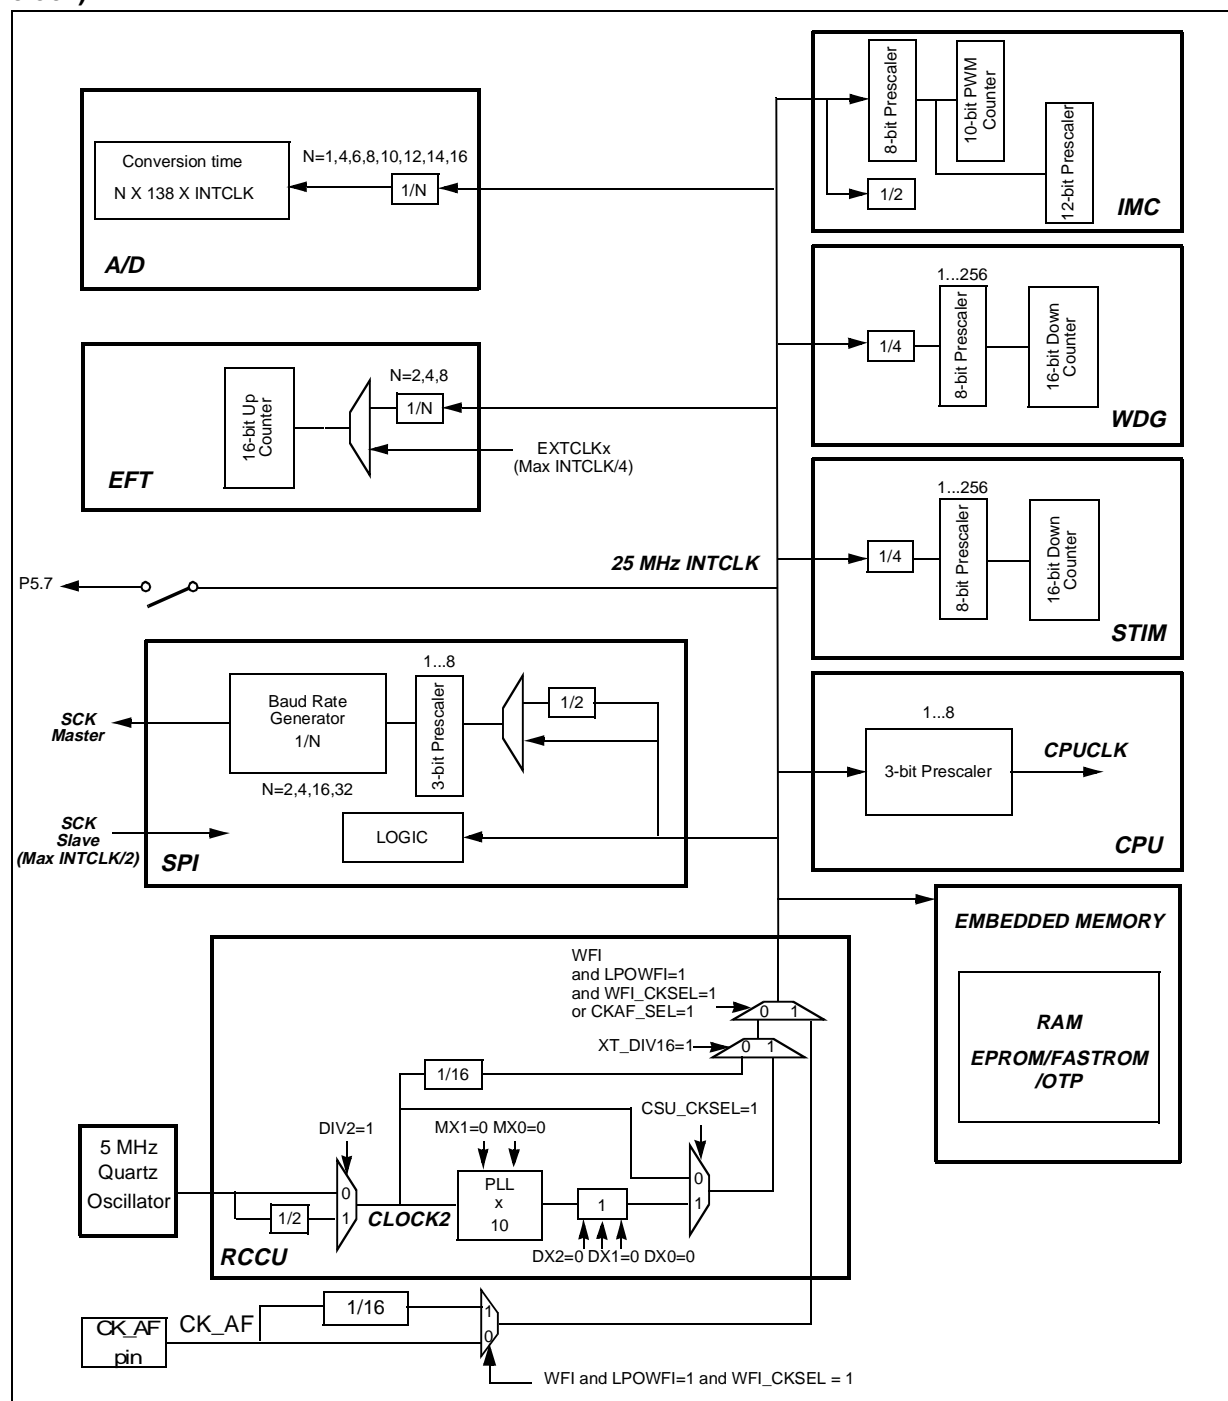 A/D
Conversion time
N X 138 X INTCLK
N=1,4,6,8,10,12,14,16
1/N
EFT
16-bit Up
Counter
N=2,4,8
1/N
EXTCLKx
(Max INTCLK/4)
P5.7
25 MHz INTCLK
SPI
Baud Rate
Generator
1/N
N=2,4,16,32
1...8
3-bit Prescaler
1/2
LOGIC
SCK
Master
SCK
Slave
(Max INTCLK/2)
IMC
8-bit Prescaler
10-bit PWM
Counter
12-bit Prescaler
1/2
WDG
1/4
1...256
8-bit Prescaler
16-bit Down
Counter
STIM
1/4
1...256
8-bit Prescaler
16-bit Down
Counter
CPU
1...8
3-bit Prescaler
CPUCLK
EMBEDDED MEMORY
RAM
EPROM/FASTROM
/OTP
RCCU
WFI
and LPOWFI=1
and WFI_CKSEL=1
or CKAF_SEL=1
0 1
XT_DIV16=1
0 1
1/16
CSU_CKSEL=1
0
1
DIV2=1
0
1
1/2
CLOCK2
MX1=0 MX0=0
PLL
x
10
1
DX2=0 DX1=0 DX0=0
5 MHz
Quartz
Oscillator
CK_AF
pin
CK_AF
1/16
1
0
WFI and LPOWFI=1 and WFI_CKSEL = 1